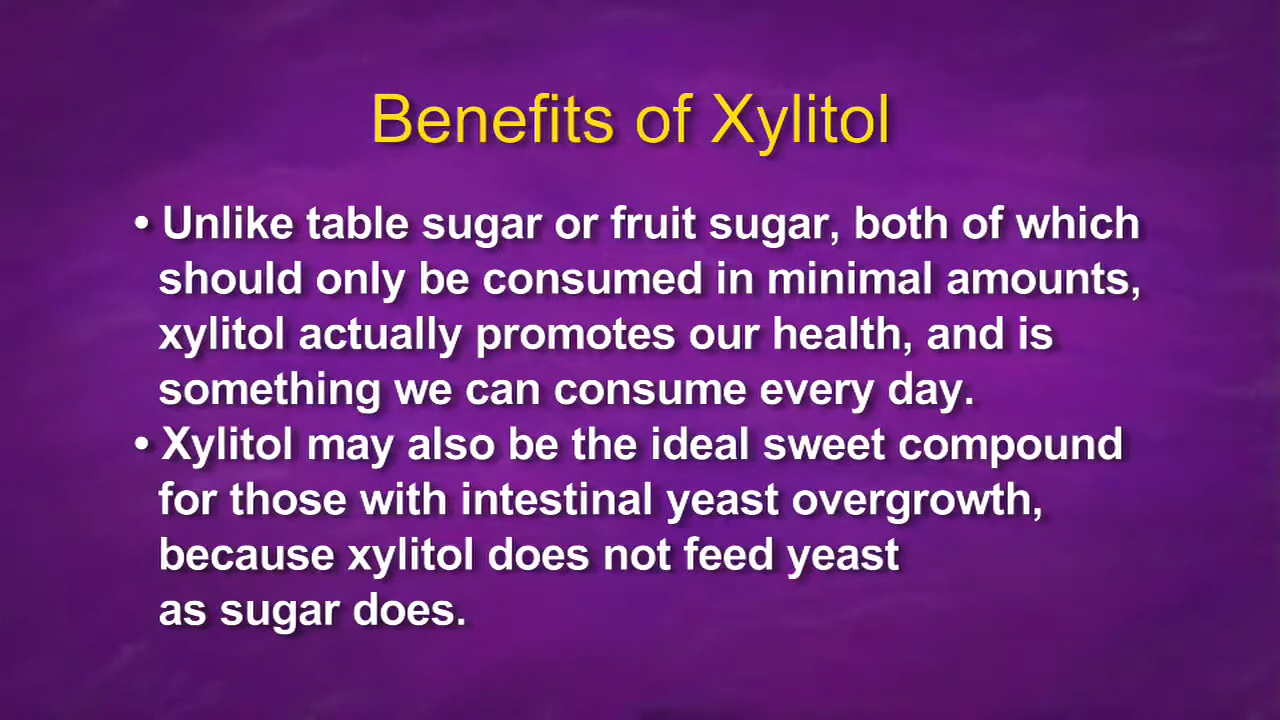 Benefits of Xylitol
• Unlike table sugar or fruit sugar, both of which
should only be consumed in minimal amounts,
xylitol actually promotes our health, and is
something we can consume every day.
• Xylitol may also be the ideal sweet compound
for those with intestinal yeast overgrowth,
because xylitol does not feed yeast
as sugar does.